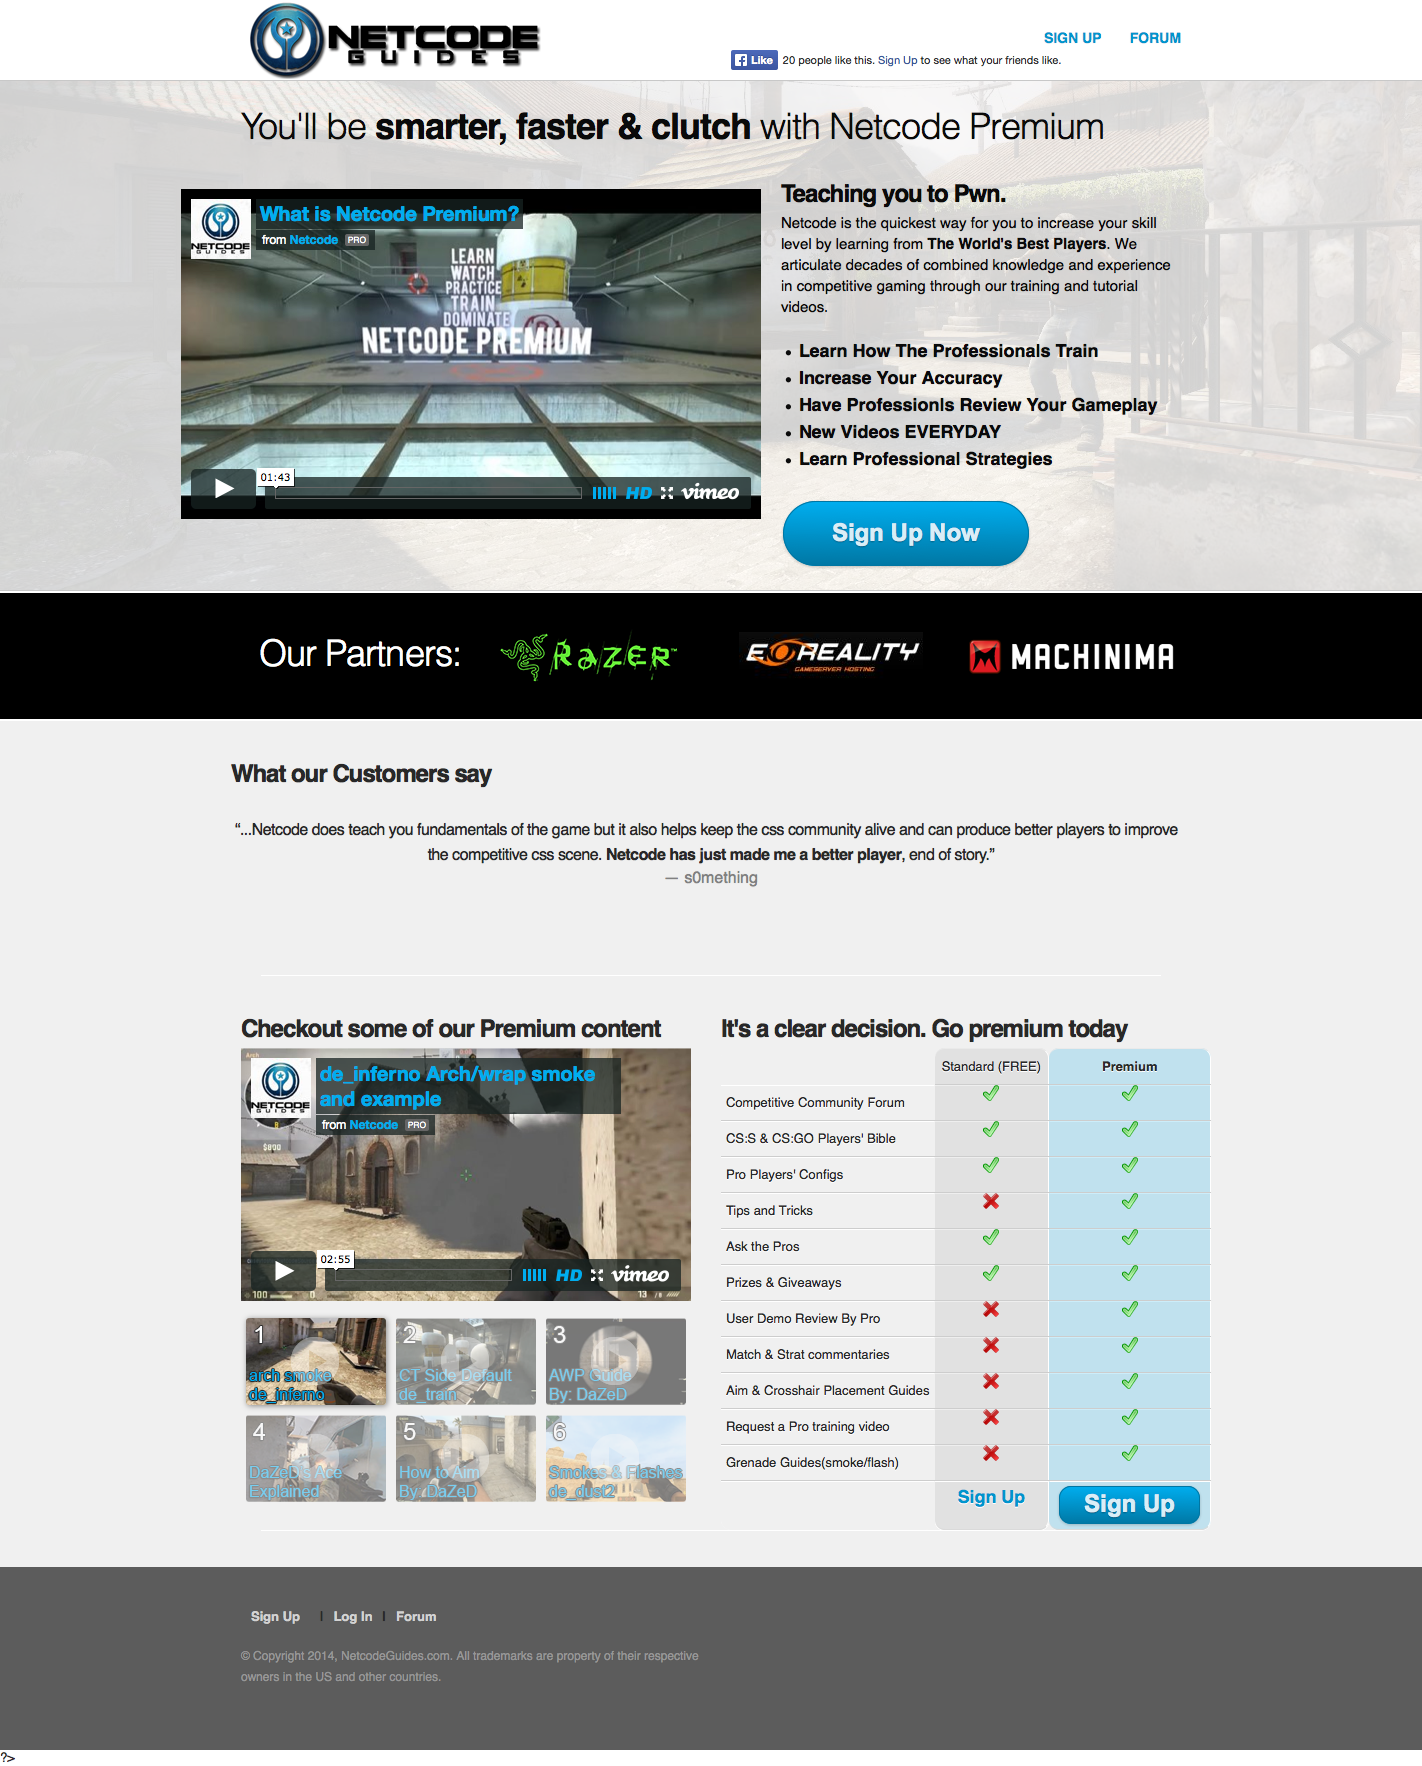 NETCODE
GUIDES
SIGN UP
FORUM
Like
20 people like this. Sign Up to see what your friends like.
You'll be smarter, faster & clutch with Netcode Premium
NETCODE
GUIDES
What is Netcode Premium?
from Netcode PRO
LEARN
WATCH
PRACTICE
TRAIN
DOMINATE
NETCODE PREMIUM
01:43
HD
vimeo
Teaching you to Pwn.
Netcode is the quickest way for you to increase your skill
level by learning from The World's Best Players. We
articulate decades of combined knowledge and experience
in competitive gaming through our training and tutorial
videos.
• Learn How The Professionals Train
• Increase Your Accuracy
• Have Professionls Review Your Gameplay
• New Videos EVERYDAY
• Learn Professional Strategies
Sign Up Now
Our Partners:
RAZER™
EOREALITY
GAMESERVER HOSTING
MACHINIMA
What our Customers say
“...Netcode does teach you fundamentals of the game but it also helps keep the css community alive and can produce better players to improve
the competitive css scene. Netcode has just made me a better player, end of story.”
— s0mething
Checkout some of our Premium content
Arch
NETCODE
GUIDES
de_inferno Arch/wrap smoke
and example
from Netcode PRO
$800
02:55
HD
vimeo
100
13
1
arch smoke
de_inferno
2
CT Side Default
de_train
3
AWP Guide
By: DaZeD
4
DaZeD's Ace
Explained
5
How to Aim
By: DaZeD
6
Smokes & Flashes
de_dust2
It's a clear decision. Go premium today
Standard (FREE)
Premium
Competitive Community Forum
CS:S & CS:GO Players' Bible
Pro Players' Configs
Tips and Tricks
Ask the Pros
Prizes & Giveaways
User Demo Review By Pro
Match & Strat commentaries
Aim & Crosshair Placement Guides
Request a Pro training video
Grenade Guides(smoke/flash)
Sign Up
Sign Up
Sign Up | Log In | Forum
© Copyright 2014, NetcodeGuides.com. All trademarks are property of their respective
owners in the US and other countries.
?>